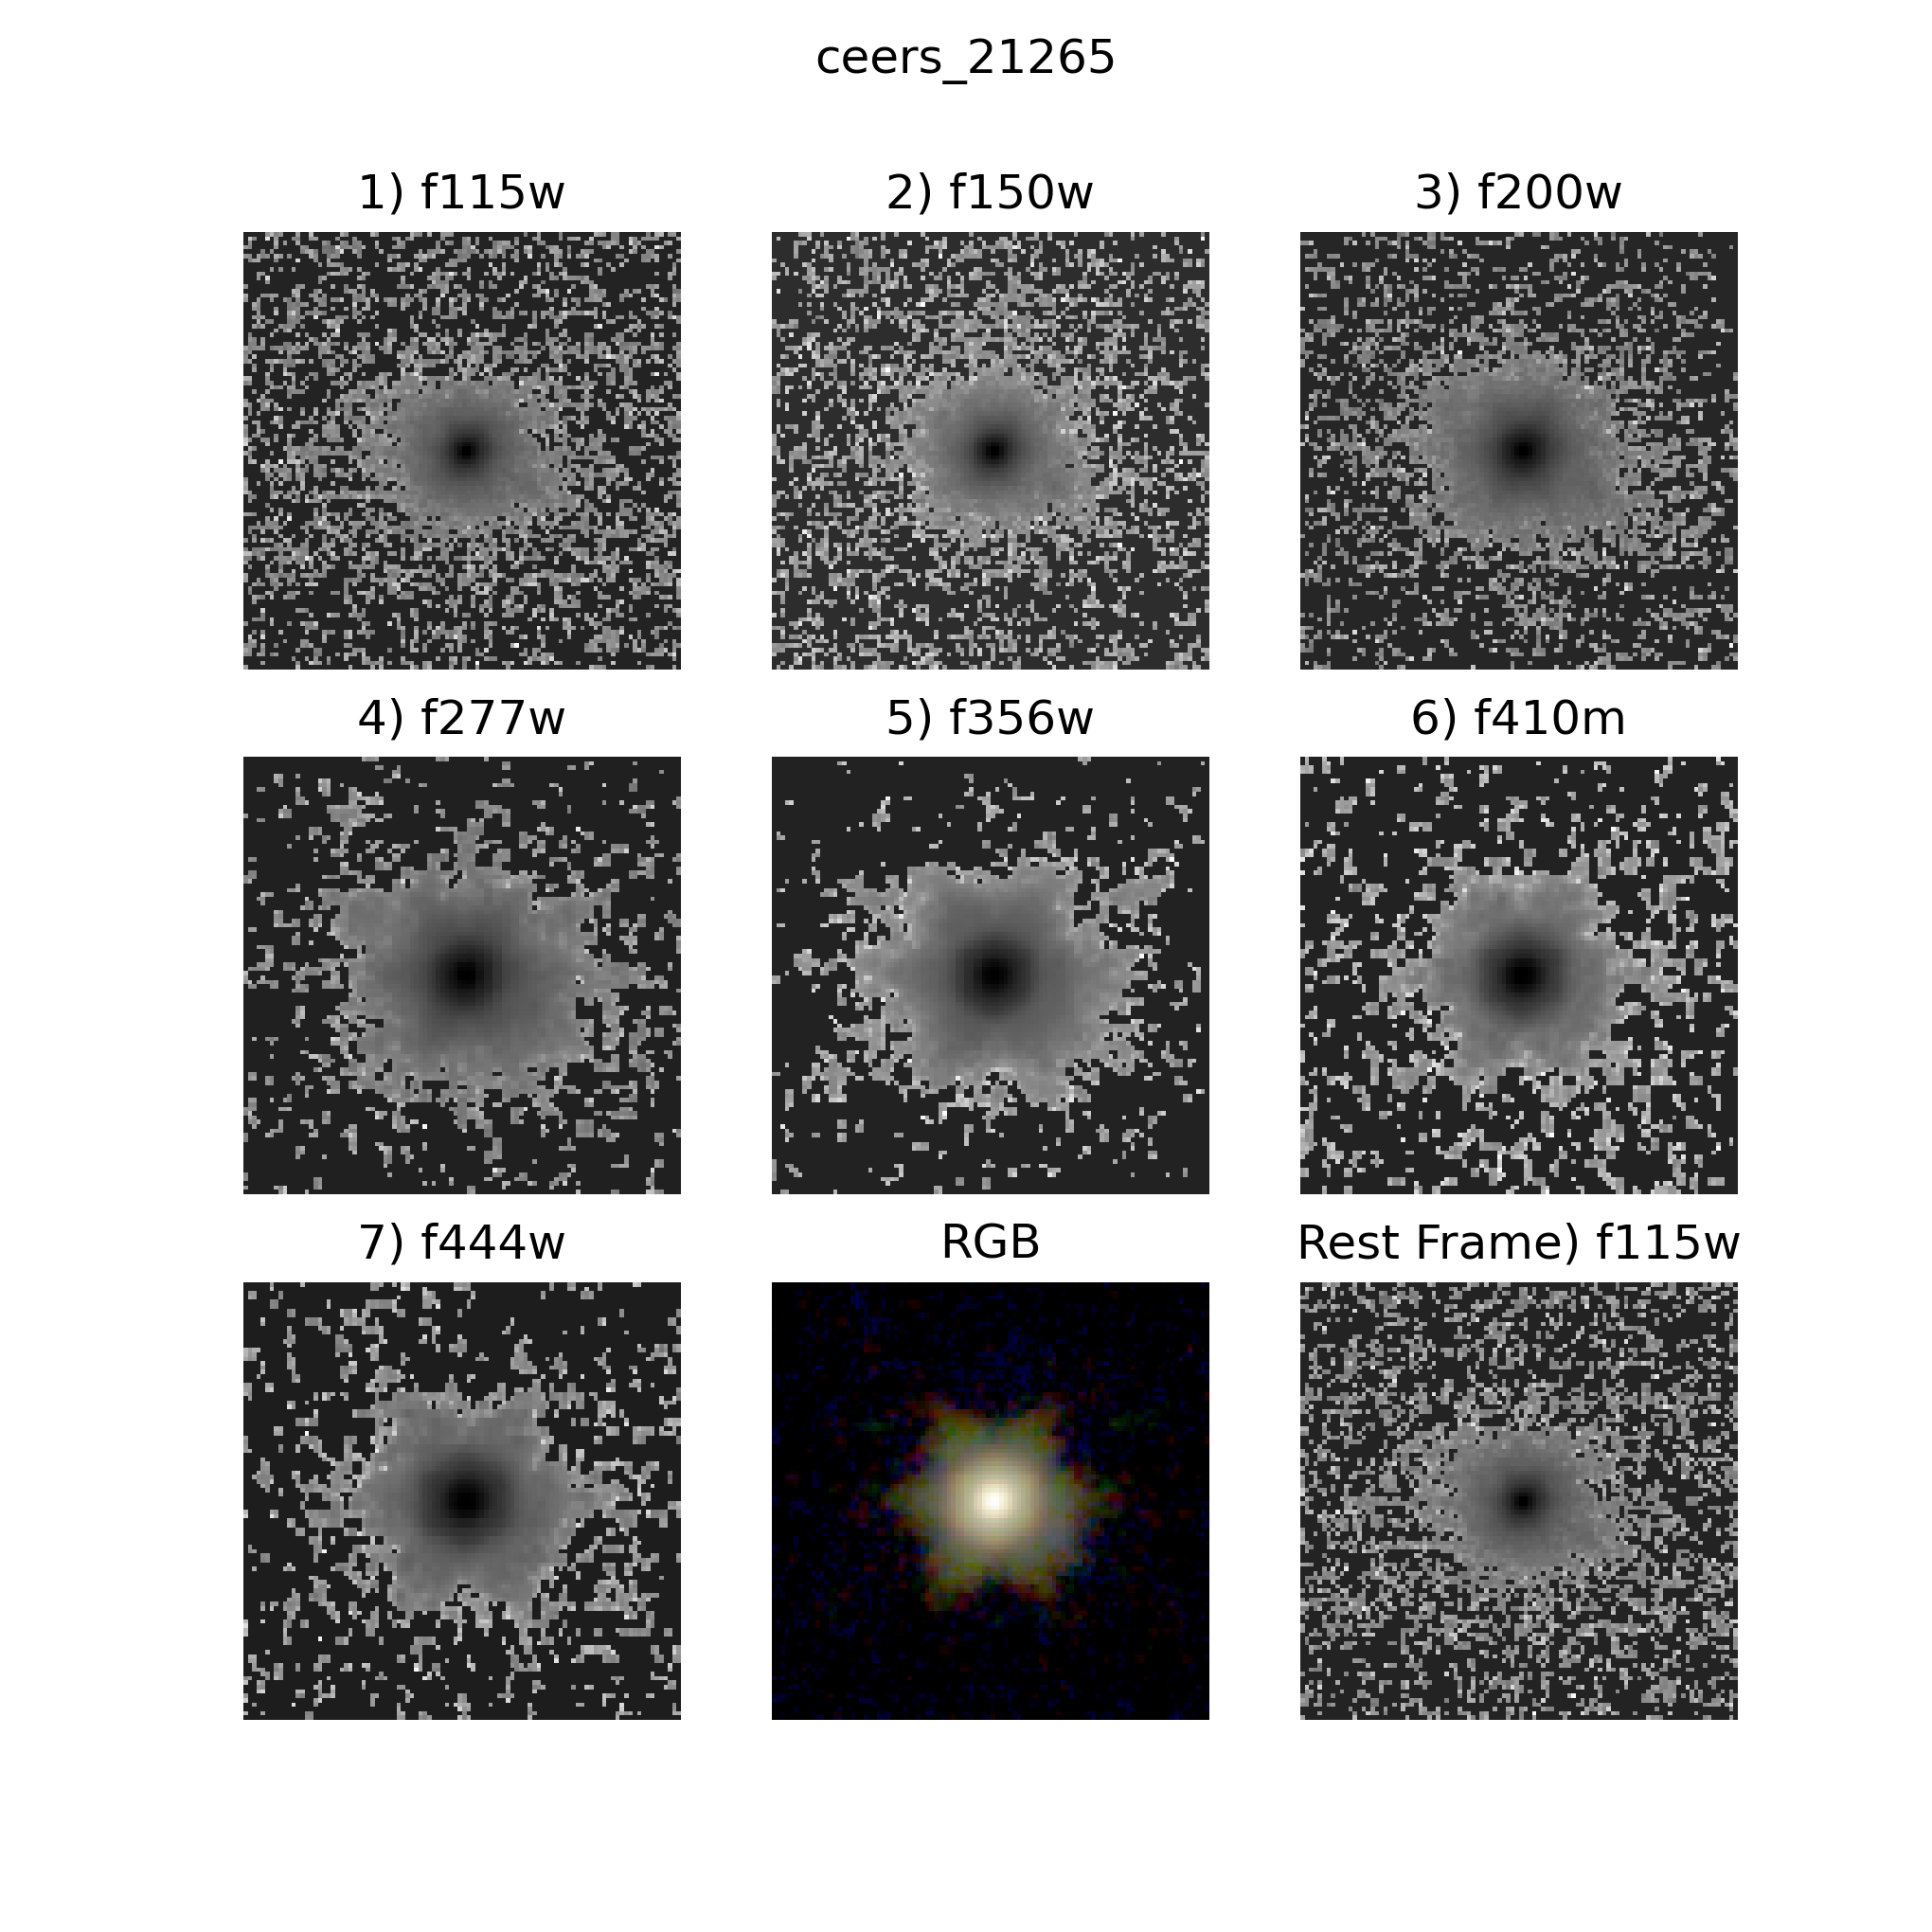 ceers_21265
1) f115w
2) f150w
3) f200w
4) f277w
5) f356w
6) f410m
7) f444w
RGB
Rest Frame) f115w